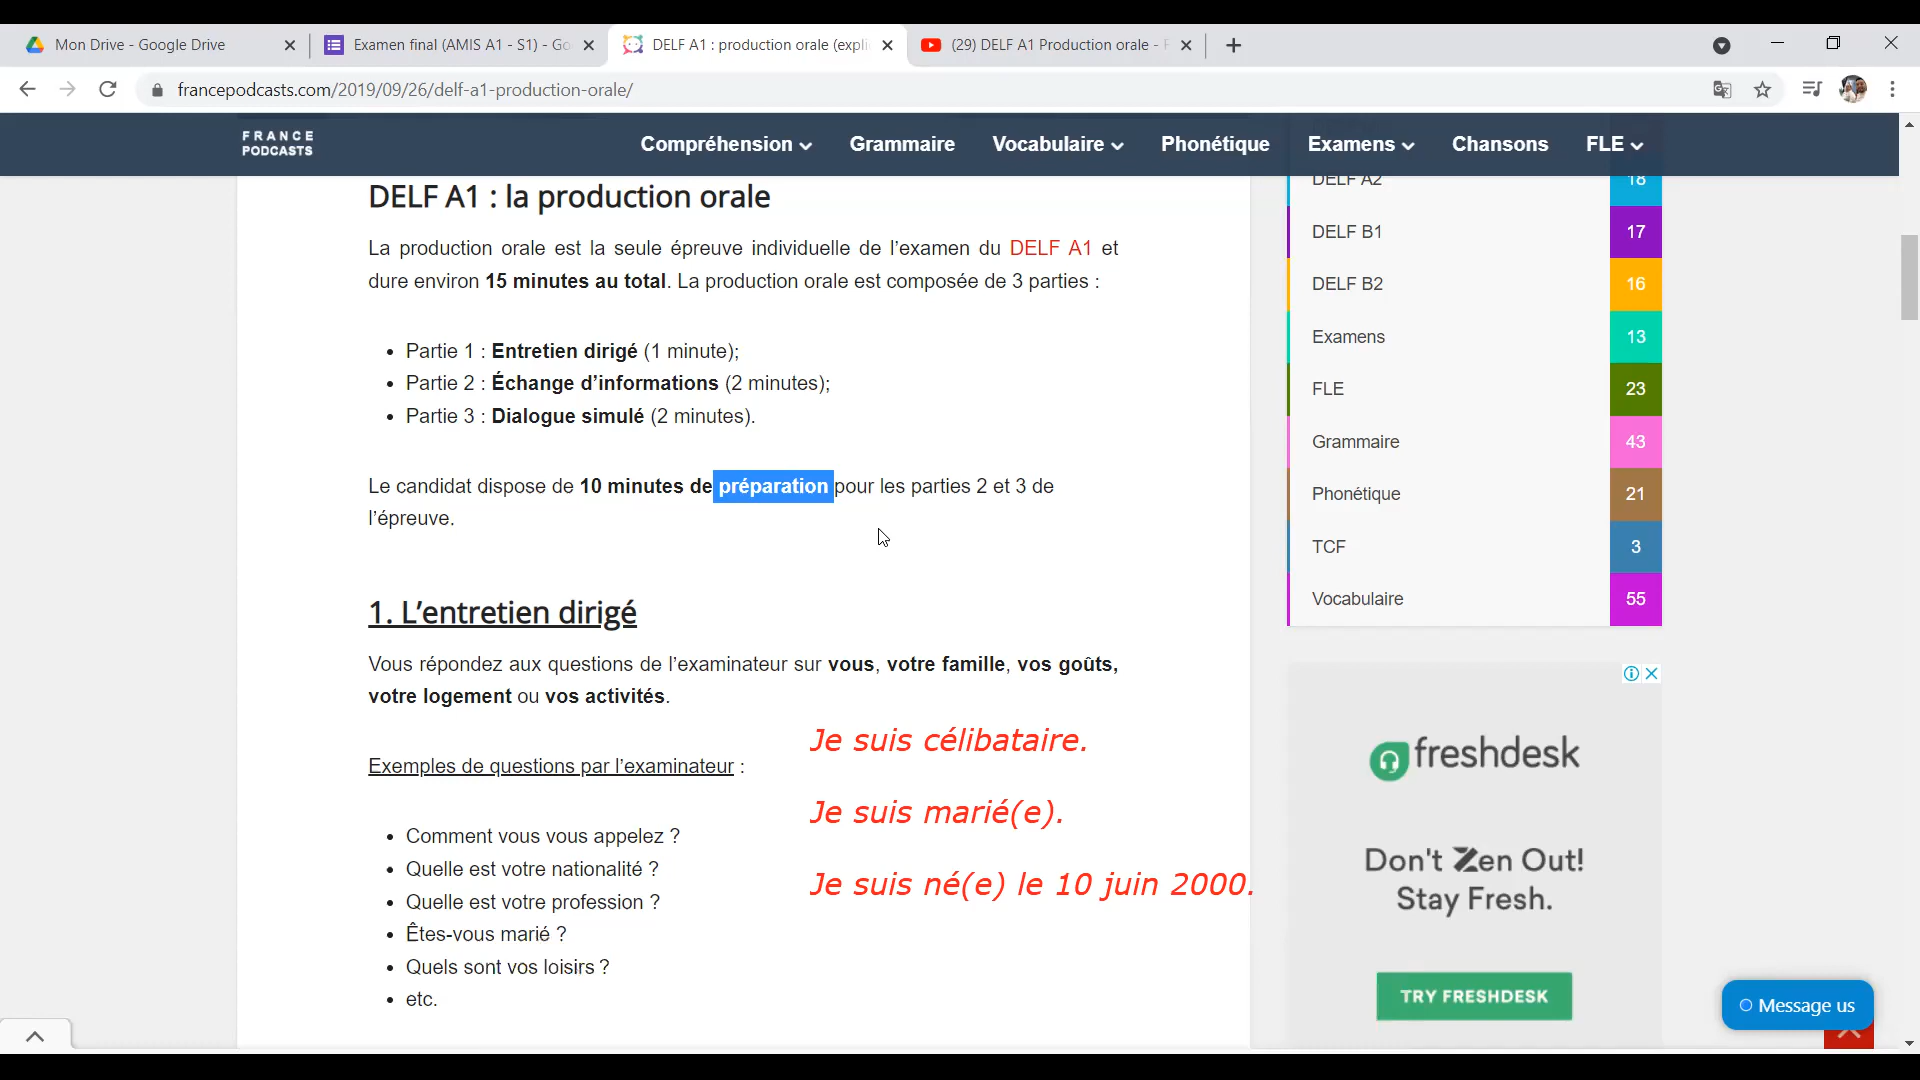 Mon Drive - Google Drive
Examen final (AMIS A1 - S1) - Go
DELF A1 : production orale (expli
(29) DELF A1 Production orale -
francepodcasts.com/2019/09/26/delf-a1-production-orale/
FRANCE
PODCASTS
Compréhension
Grammaire
Vocabulaire
Phonétique
Examens
Chansons
FLE
DELF A1 : la production orale
La production orale est la seule épreuve individuelle de l’examen du DELF A1 et
dure environ 15 minutes au total. La production orale est composée de 3 parties :
• Partie 1 : Entretien dirigé (1 minute);
• Partie 2 : Échange d’informations (2 minutes);
• Partie 3 : Dialogue simulé (2 minutes).
Le candidat dispose de 10 minutes de préparation pour les parties 2 et 3 de
l’épreuve.
1. L’entretien dirigé
Vous répondez aux questions de l’examinateur sur vous, votre famille, vos goûts,
votre logement ou vos activités.
Je suis célibataire.
Exemples de questions par l’examinateur :
Je suis marié(e).
• Comment vous vous appelez ?
• Quelle est votre nationalité ?
Je suis né(e) le 10 juin 2000.
• Quelle est votre profession ?
• Êtes-vous marié ?
• Quels sont vos loisirs ?
• etc.
DELF A2 18
DELF B1 17
DELF B2 16
Examens 13
FLE 23
Grammaire 43
Phonétique 21
TCF 3
Vocabulaire 55
freshdesk
Don't Zen Out!
Stay Fresh.
TRY FRESHDESK
Message us